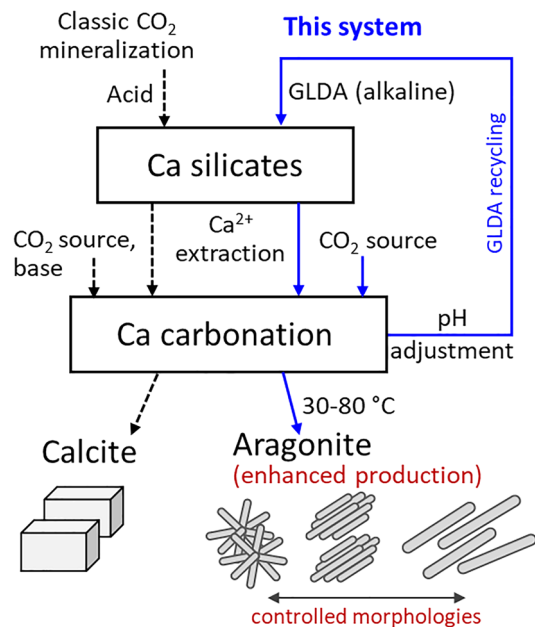 Classic CO₂
mineralization
This system
Acid
GLDA (alkaline)
Ca silicates
GLDA recycling
CO₂ source,
base
Ca²⁺
extraction
CO₂ source
Ca carbonation
pH
adjustment
30-80 °C
Calcite
Aragonite
(enhanced production)
controlled morphologies